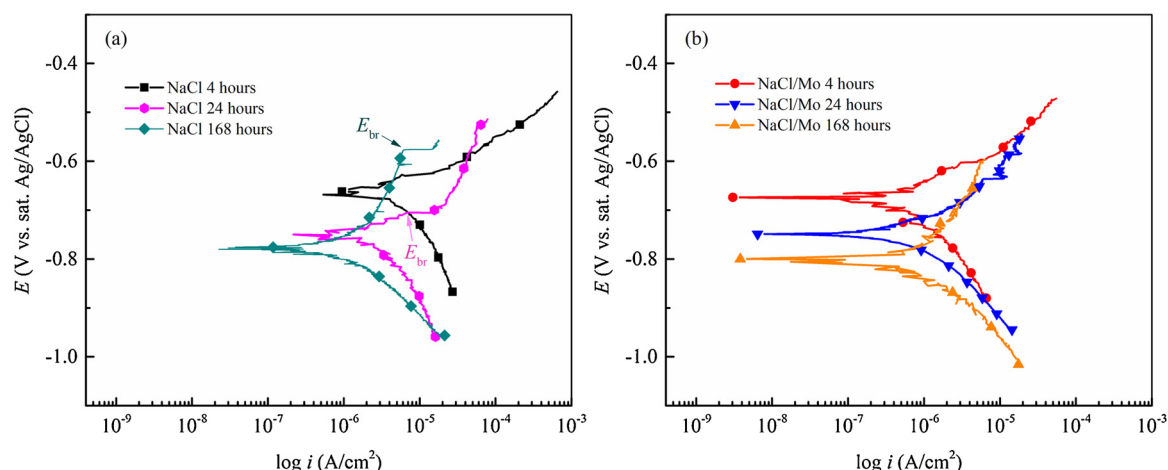 (a)
-0.4
-0.6
-0.8
-1.0
E (V vs. sat. Ag/AgCl)
NaCl 4 hours
NaCl 24 hours
NaCl 168 hours
E_br
E_br
10^-9 10^-8 10^-7 10^-6 10^-5 10^-4 10^-3
log i (A/cm^2)
(b)
-0.4
-0.6
-0.8
-1.0
E (V vs. sat. Ag/AgCl)
NaCl/Mo 4 hours
NaCl/Mo 24 hours
NaCl/Mo 168 hours
10^-9 10^-8 10^-7 10^-6 10^-5 10^-4 10^-3
log i (A/cm^2)